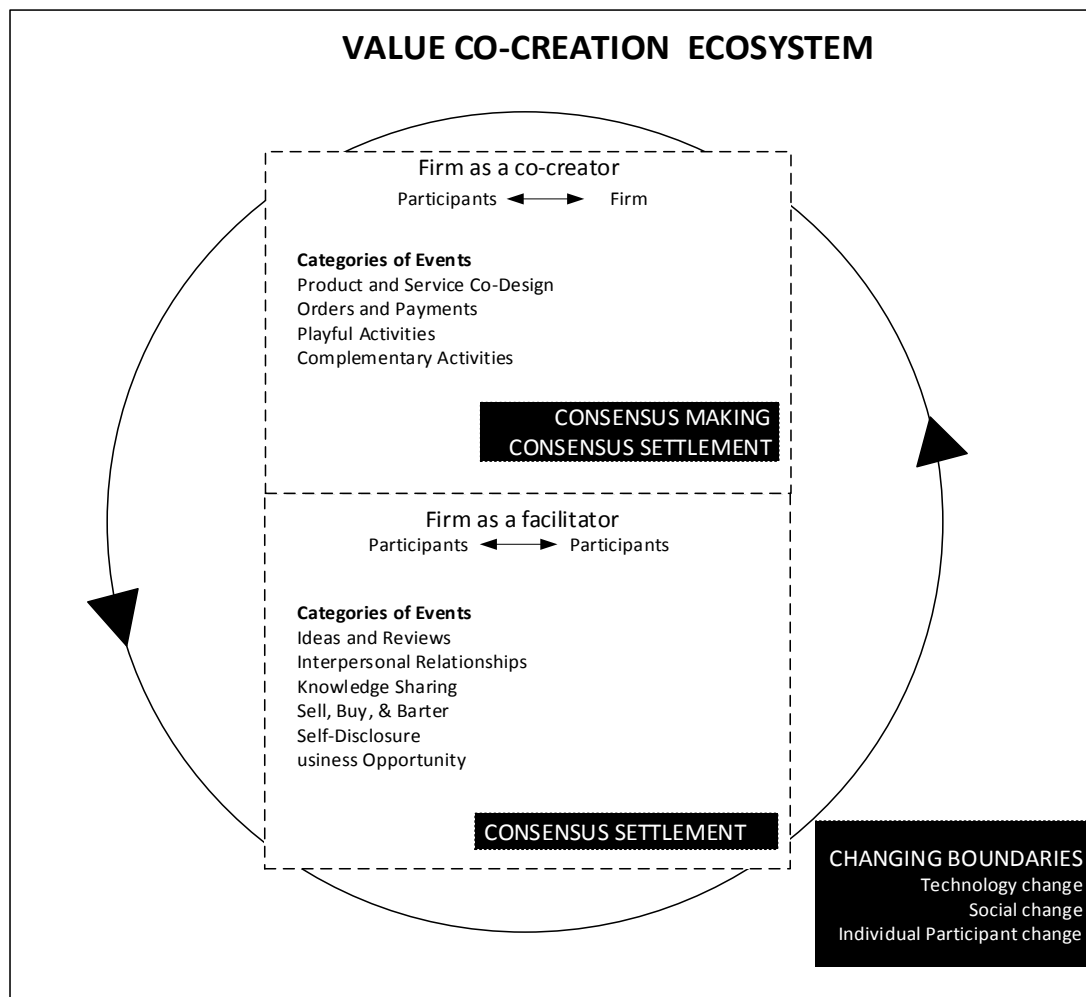 VALUE CO-CREATION ECOSYSTEM
Firm as a co-creator
Participants Firm
Categories of Events
Product and Service Co-Design
Orders and Payments
Playful Activities
Complementary Activities
CONSENSUS MAKING
CONSENSUS SETTLEMENT
Firm as a facilitator
Participants Participants
Categories of Events
Ideas and Reviews
Interpersonal Relationships
Knowledge Sharing
Sell, Buy, & Barter
Self-Disclosure
usiness Opportunity
CONSENSUS SETTLEMENT
CHANGING BOUNDARIES
Technology change
Social change
Individual Participant change